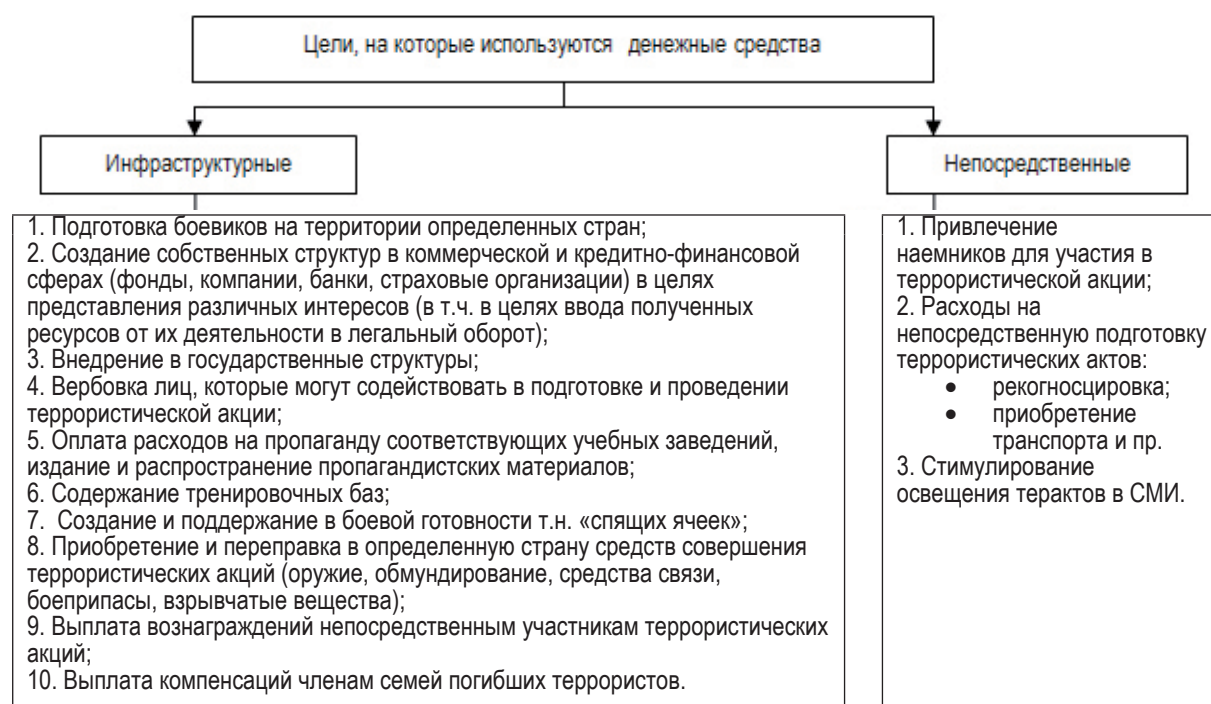 Цели, на которые используются денежные средства
Инфраструктурные
1. Подготовка боевиков на территории определенных стран;
2. Создание собственных структур в коммерческой и кредитно-финансовой
сферах (фонды, компании, банки, страховые организации) в целях
представления различных интересов (в т.ч. в целях ввода полученных
ресурсов от их деятельности в легальный оборот);
3. Внедрение в государственные структуры;
4. Вербовка лиц, которые могут содействовать в подготовке и проведении
террористической акции;
5. Оплата расходов на пропаганду соответствующих учебных заведений,
издание и распространение пропагандистских материалов;
6. Содержание тренировочных баз;
7. Создание и поддержание в боевой готовности т.н. «спящих ячеек»;
8. Приобретение и переправка в определенную страну средств совершения
террористических акций (оружие, обмундирование, средства связи,
боеприпасы, взрывчатые вещества);
9. Выплата вознаграждений непосредственным участникам террористических
акций;
10. Выплата компенсаций членам семей погибших террористов.
Непосредственные
1. Привлечение
наемников для участия в
террористической акции;
2. Расходы на
непосредственную подготовку
террористических актов:
• рекогносцировка;
• приобретение
транспорта и пр.
3. Стимулирование
освещения терактов в СМИ.